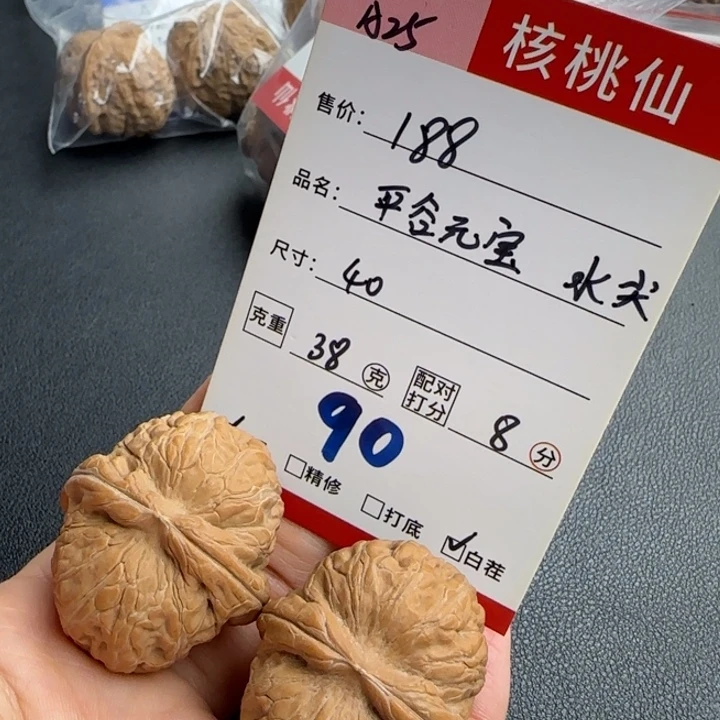 A25
核桃仙
售价: 188
品名: 平谷元宝 水尖
尺寸: 40
克重 38 克 配对打分 8 分
90
精修 打底 ✓白茬